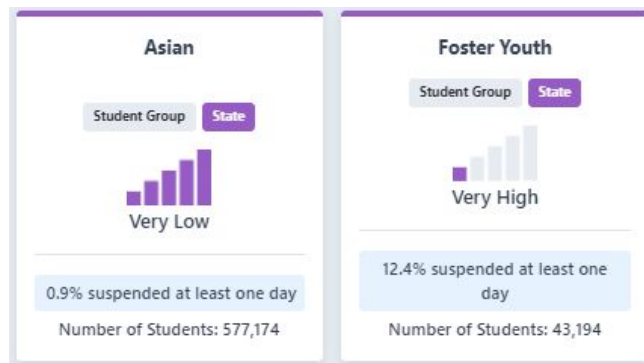 Asian
Student Group State
Very Low
0.9% suspended at least one day
Number of Students: 577,174
Foster Youth
Student Group State
Very High
12.4% suspended at least one
day
Number of Students: 43,194